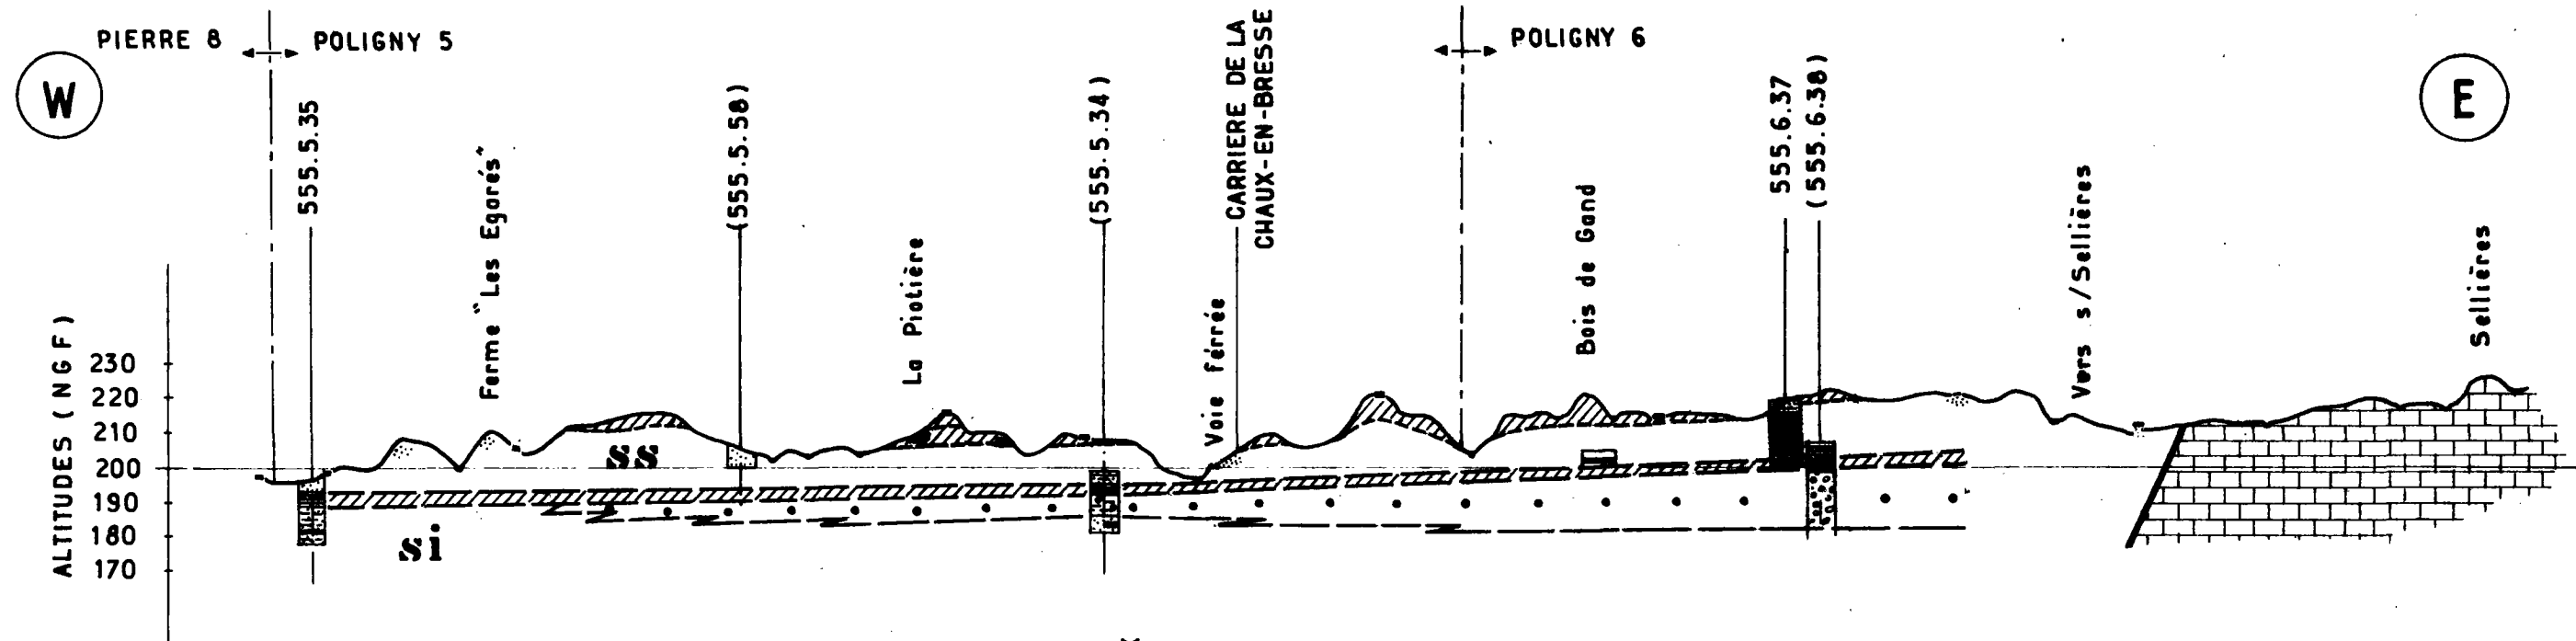 PIERRE 8
POLIGNY 5
POLIGNY 6
W
E
555.5.35
Ferme "Les Egarés"
(555.5.58)
La Piotière
(555.5.34)
Voie férrée
CARRIERE DE LA
CHAUX-EN-BRESSE
Bois de Gand
555.6.37
(555.6.38)
Vers s/Sellières
Sellières
ALTITUDES (NGF)
230
220
210
200
190
180
170
ss
si